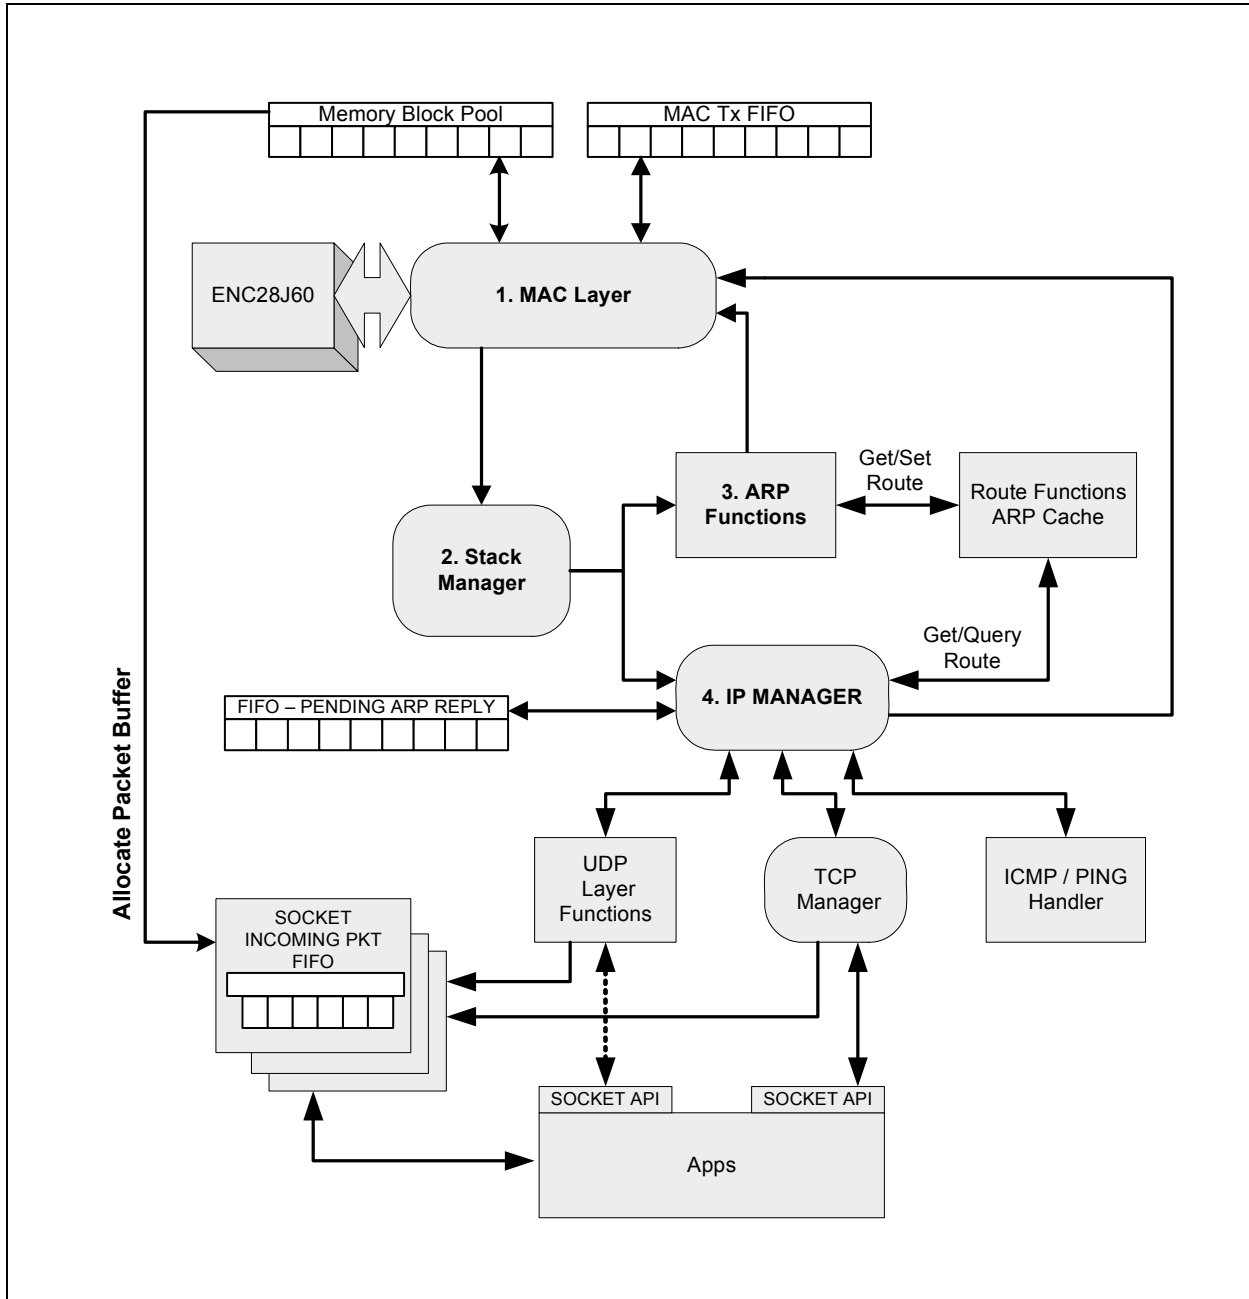 Memory Block Pool
MAC Tx FIFO
ENC28J60
1. MAC Layer
Get/Set
Route
3. ARP
Functions
Route Functions
ARP Cache
2. Stack
Manager
Get/Query
Route
4. IP MANAGER
FIFO – PENDING ARP REPLY
Allocate Packet Buffer
UDP
Layer
Functions
TCP
Manager
ICMP / PING
Handler
SOCKET
INCOMING PKT
FIFO
SOCKET API
SOCKET API
Apps